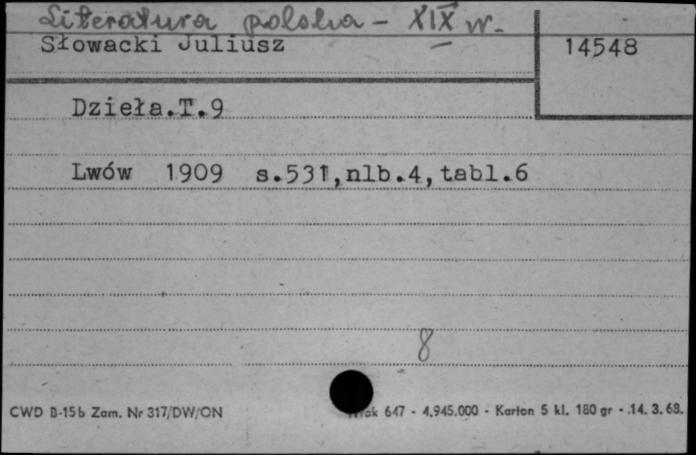 Literatura polska - XIX w.
Słowacki Juliusz
14548
Dzieła.T.9
Lwów 1909 s.531,nlb.4,tabl.6
8
CWD B-15b Zam. Nr 317/DW/ON
647 - 4.945.000 - Karton 5 kl. 180 gr - 14. 3. 68.